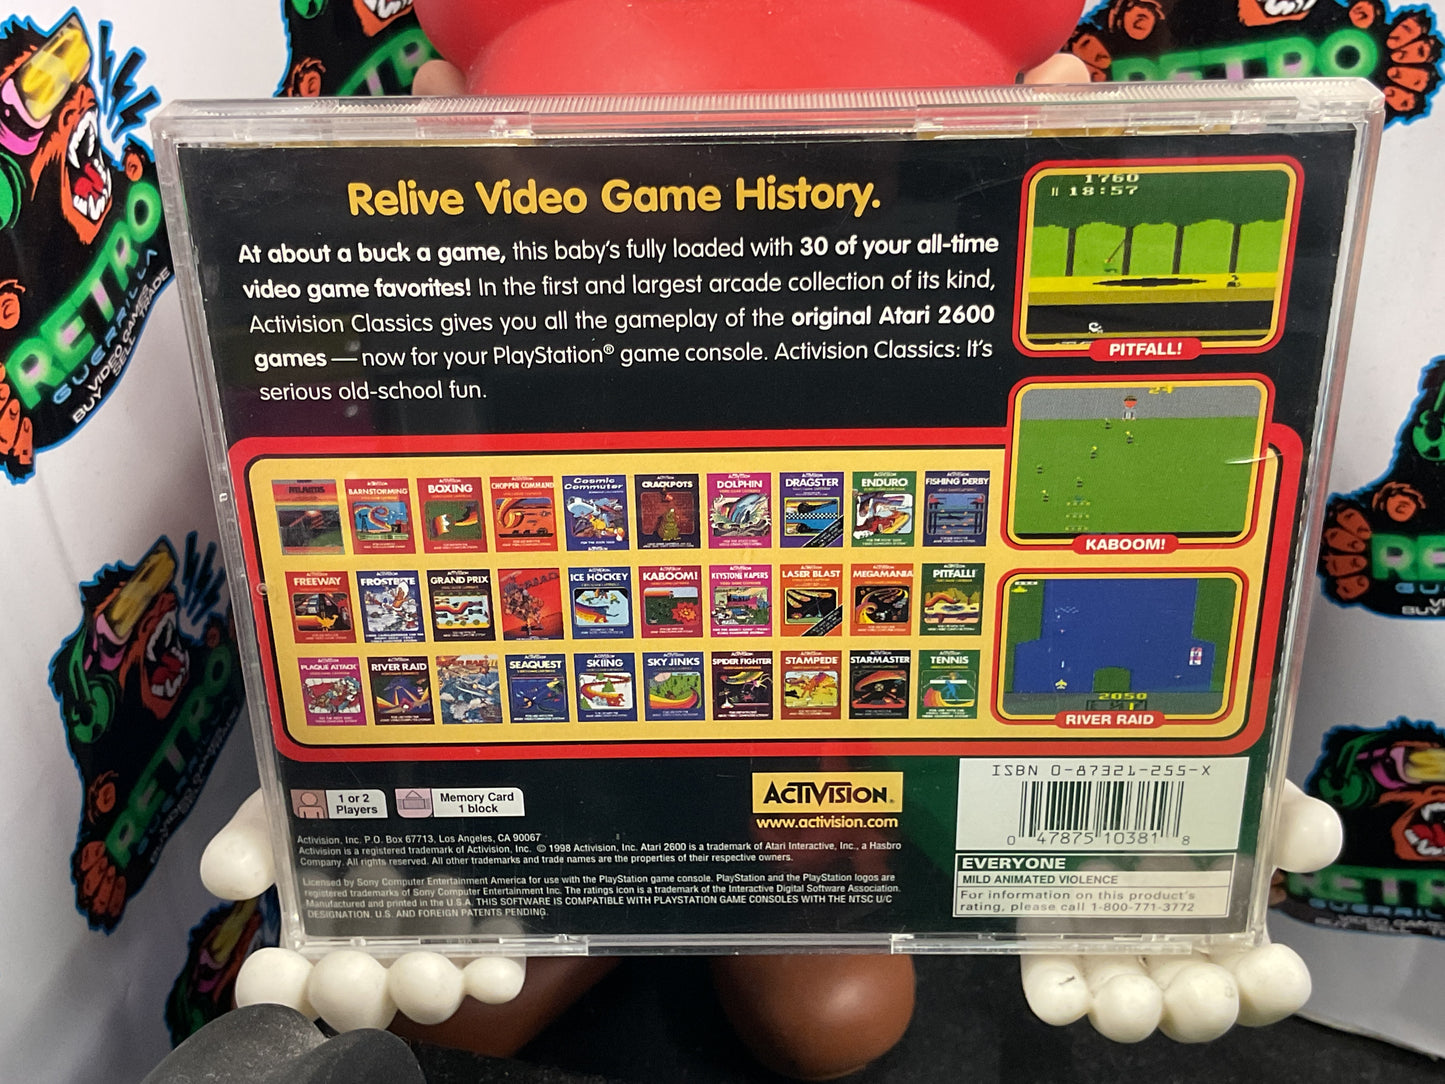 Relive Video Game History.
At about a buck a game, this baby's fully loaded with 30 of your all-time
video game favorites! In the first and largest arcade collection of its kind,
Activision Classics gives you all the gameplay of the original Atari 2600
games — now for your PlayStation® game console. Activision Classics: It's
serious old-school fun.
1760
18:57
PITFALL!
24
KABOOM!
2050
RIVER RAID
ATLANTIS
BARNSTORMING
BOXING
CHOPPER COMMAND
Cosmic Commuter
CRACKPOTS
DOLPHIN
DRAGSTER
ENDURO
FISHING DERBY
FREEWAY
FROSTBITE
GRAND PRIX
ICE HOCKEY
KABOOM!
KEYSTONE KAPERS
LASER BLAST
MEGAMANIA
PITFALL!
PLAQUE ATTACK
RIVER RAID
SEAQUEST
SKIING
SKY JINKS
SPIDER FIGHTER
STAMPEDE
STARMASTER
TENNIS
1 or 2
Players
Memory Card
1 block
ACTIVISION.
www.activision.com
ISBN 0-87321-255-X
0 47875 10381 8
EVERYONE
MILD ANIMATED VIOLENCE
For information on this product's
rating, please call 1-800-771-3772
Activision, Inc. P.O. Box 67713, Los Angeles, CA 90067
Activision is a registered trademark of Activision, Inc. © 1998 Activision, Inc. Atari 2600 is a trademark of Atari Interactive, Inc., a Hasbro
Company. All rights reserved. All other trademarks and trade names are the properties of their respective owners.
Licensed by Sony Computer Entertainment America for use with the PlayStation game console. PlayStation and the PlayStation logos are
registered trademarks of Sony Computer Entertainment Inc. The ratings icon is a trademark of the Interactive Digital Software Association.
Manufactured and printed in the U.S.A. THIS SOFTWARE IS COMPATIBLE WITH PLAYSTATION GAME CONSOLES WITH THE NTSC U/C
DESIGNATION. U.S. AND FOREIGN PATENTS PENDING.
RETRO
GUERRILLA
BUY VIDEO GAMES
SELL TRADE